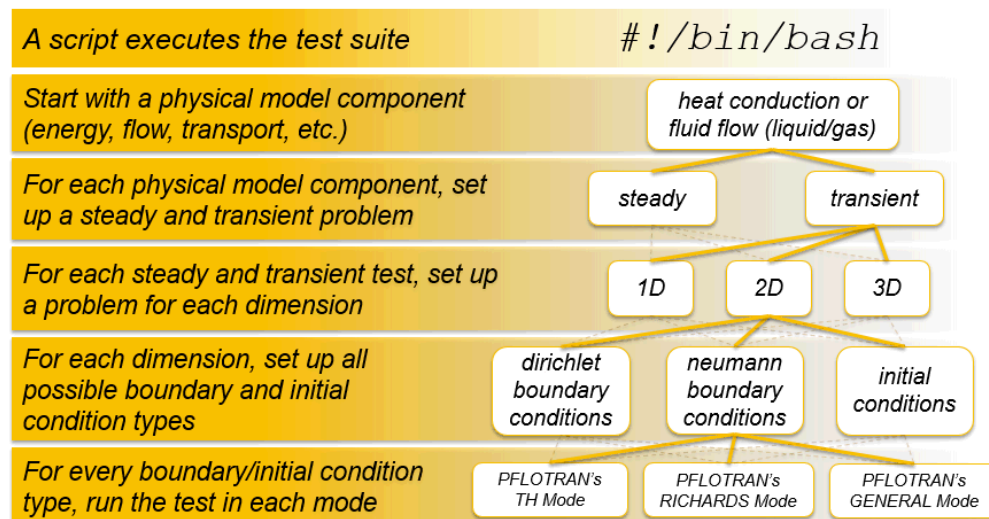 A script executes the test suite
#!/bin/bash
Start with a physical model component
(energy, flow, transport, etc.)
heat conduction or
fluid flow (liquid/gas)
For each physical model component, set
up a steady and transient problem
steady
transient
For each steady and transient test, set up
a problem for each dimension
1D
2D
3D
For each dimension, set up all
possible boundary and initial
condition types
dirichlet
boundary
conditions
neumann
boundary
conditions
initial
conditions
For every boundary/initial condition
type, run the test in each mode
PFLOTRAN's
TH Mode
PFLOTRAN's
RICHARDS Mode
PFLOTRAN's
GENERAL Mode